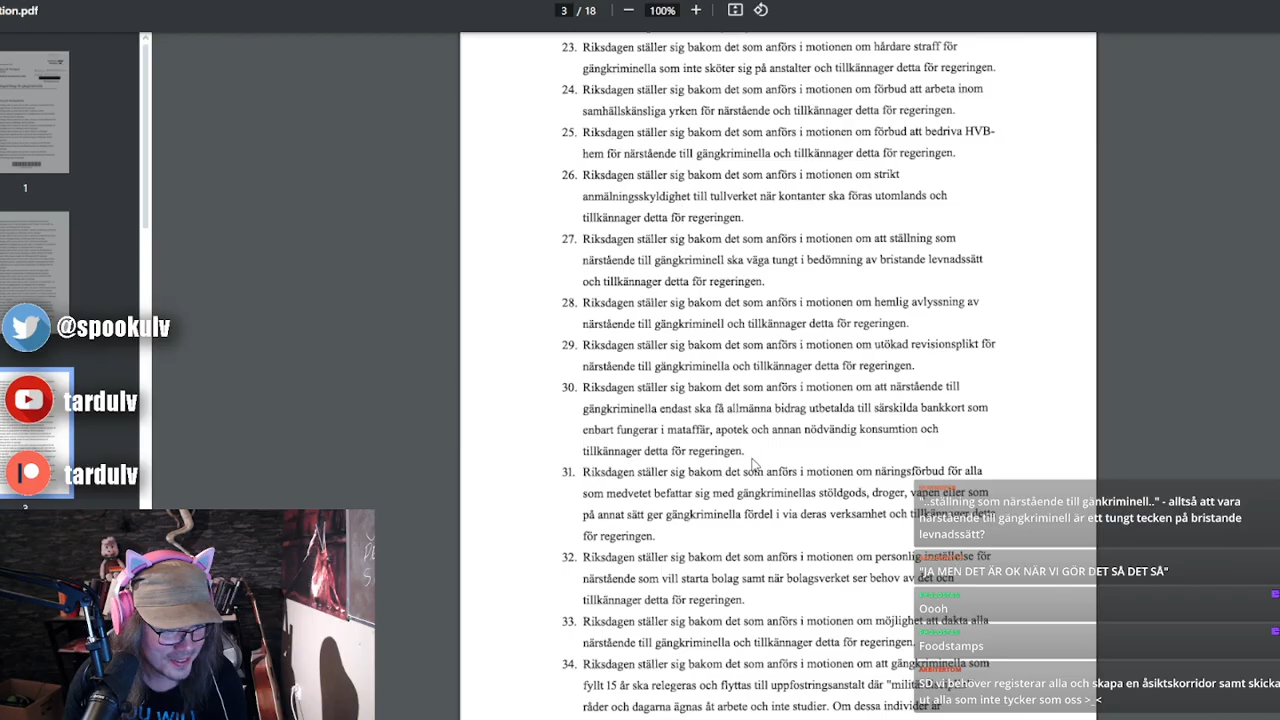 tion.pdf
3 / 18
100%
23. Riksdagen ställer sig bakom det som anförs i motionen om hårdare straff för
gängkriminella som inte sköter sig på anstalter och tillkännager detta för regeringen.
24. Riksdagen ställer sig bakom det som anförs i motionen om förbud att arbeta inom
samhällskänsliga yrken för närstående och tillkännager detta för regeringen.
25. Riksdagen ställer sig bakom det som anförs i motionen om förbud att bedriva HVB-
hem för närstående till gängkriminella och tillkännager detta för regeringen.
26. Riksdagen ställer sig bakom det som anförs i motionen om strikt
anmälningsskyldighet till tullverket när kontanter ska föras utomlands och
tillkännager detta för regeringen.
27. Riksdagen ställer sig bakom det som anförs i motionen om att ställning som
närstående till gängkriminell ska väga tungt i bedömning av bristande levnadssätt
och tillkännager detta för regeringen.
28. Riksdagen ställer sig bakom det som anförs i motionen om hemlig avlyssning av
närstående till gängkriminell och tillkännager detta för regeringen.
29. Riksdagen ställer sig bakom det som anförs i motionen om utökad revisionsplikt för
närstående till gängkriminella och tillkännager detta för regeringen.
30. Riksdagen ställer sig bakom det som anförs i motionen om att närstående till
gängkriminella endast ska få allmänna bidrag utbetalda till särskilda bankkort som
enbart fungerar i mataffär, apotek och annan nödvändig konsumtion och
tillkännager detta för regeringen.
31. Riksdagen ställer sig bakom det som anförs i motionen om näringsförbud för alla
som medvetet befattar sig med gängkriminellas stöldgods, droger, vapen eller som
på annat sätt ger gängkriminella fördel i via deras verksamhet och tillkännager detta
för regeringen.
32. Riksdagen ställer sig bakom det som anförs i motionen om personlig inställelse för
närstående som vill starta bolag samt när bolagsverket ser behov av det och
tillkännager detta för regeringen.
33. Riksdagen ställer sig bakom det som anförs i motionen om möjlighet att dakta alla
närstående till gängkriminella och tillkännager detta för regeringen.
34. Riksdagen ställer sig bakom det som anförs i motionen om att gängkriminella som
fyllt 15 år ska relegeras och flyttas till uppfostringsanstalt där
råder och dagarna ägnas åt arbete och inte studier. Om dessa individer är
1
@spookulv
tardulv
tardulv
U WILL
"..ställning som närstående till gänkriminell.." - alltså att vara
närstående till gängkriminell är ett tungt tecken på bristande
levnadssätt?
"JA MEN DET ÄR OK NÄR VI GÖR DET SÅ DET SÅ"
Oooh
Foodstamps
SD vi behöver registerar alla och skapa en åsiktskorridor samt skicka
ut alla som inte tycker som oss >_<